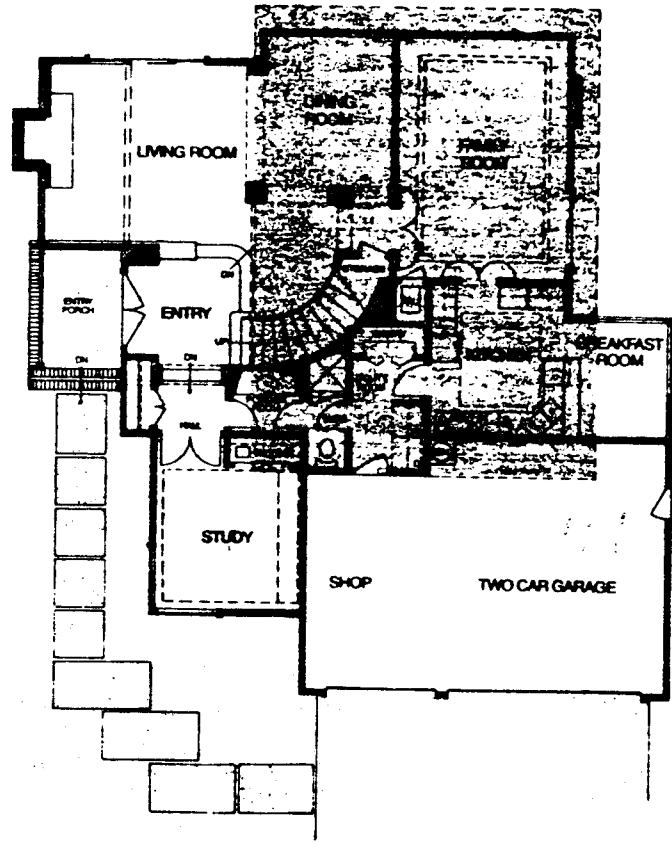 DINING
ROOM
LIVING ROOM
FAMILY
ROOM
ENTRY
PORCH
DN
ENTRY
DN
UP
DN
KITCHEN
BREAKFAST
ROOM
HALL
STUDY
SHOP
TWO CAR GARAGE